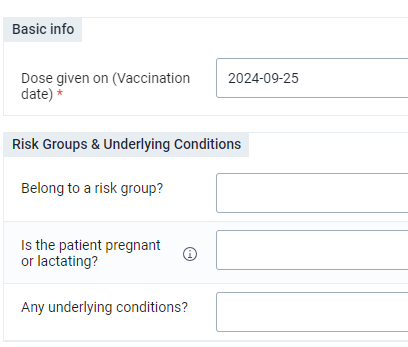 Basic info
Dose given on (Vaccination
date) *
2024-09-25
Risk Groups & Underlying Conditions
Belong to a risk group?
Is the patient pregnant
or lactating?
Any underlying conditions?